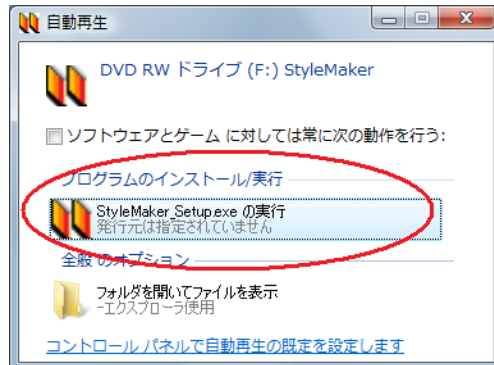 自動再生
DVD RW ドライブ (F:) StyleMaker
ソフトウェアとゲーム に対しては常に次の動作を行う:
プログラムのインストール/実行
StyleMaker_Setup.exe の実行
発行元は指定されていません
全般 のオプション
フォルダを開いてファイルを表示
-エクスプローラ使用
コントロール パネルで自動再生の既定を設定します